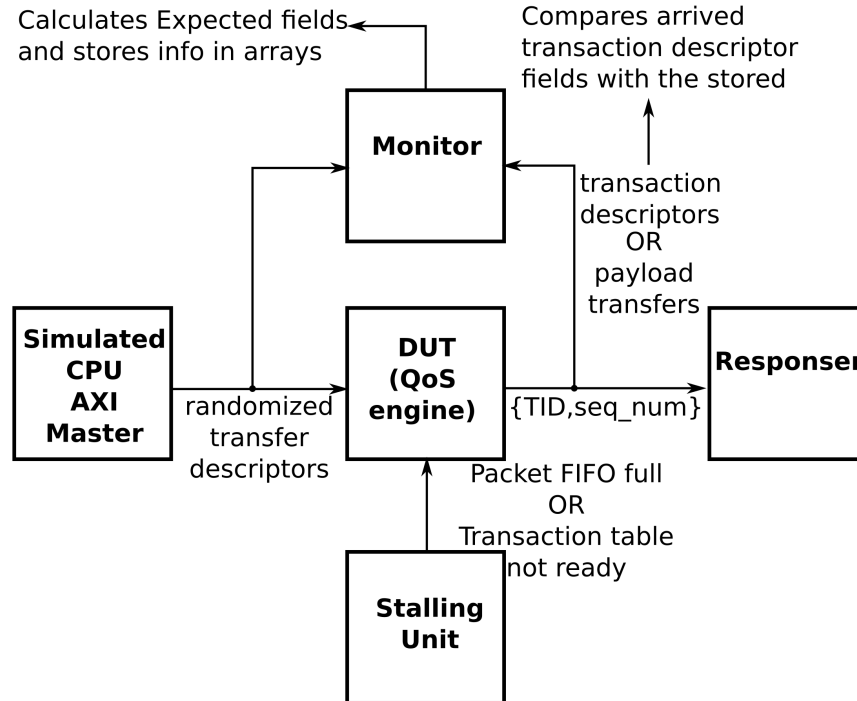 Calculates Expected fields
and stores info in arrays
Compares arrived
transaction descriptor
fields with the stored
Monitor
transaction
descriptors
OR
payload
transfers
Simulated
CPU
AXI
Master
randomized
transfer
descriptors
DUT
(QoS
engine)
{TID,seq_num}
Responser
Packet FIFO full
OR
Transaction table
not ready
Stalling
Unit